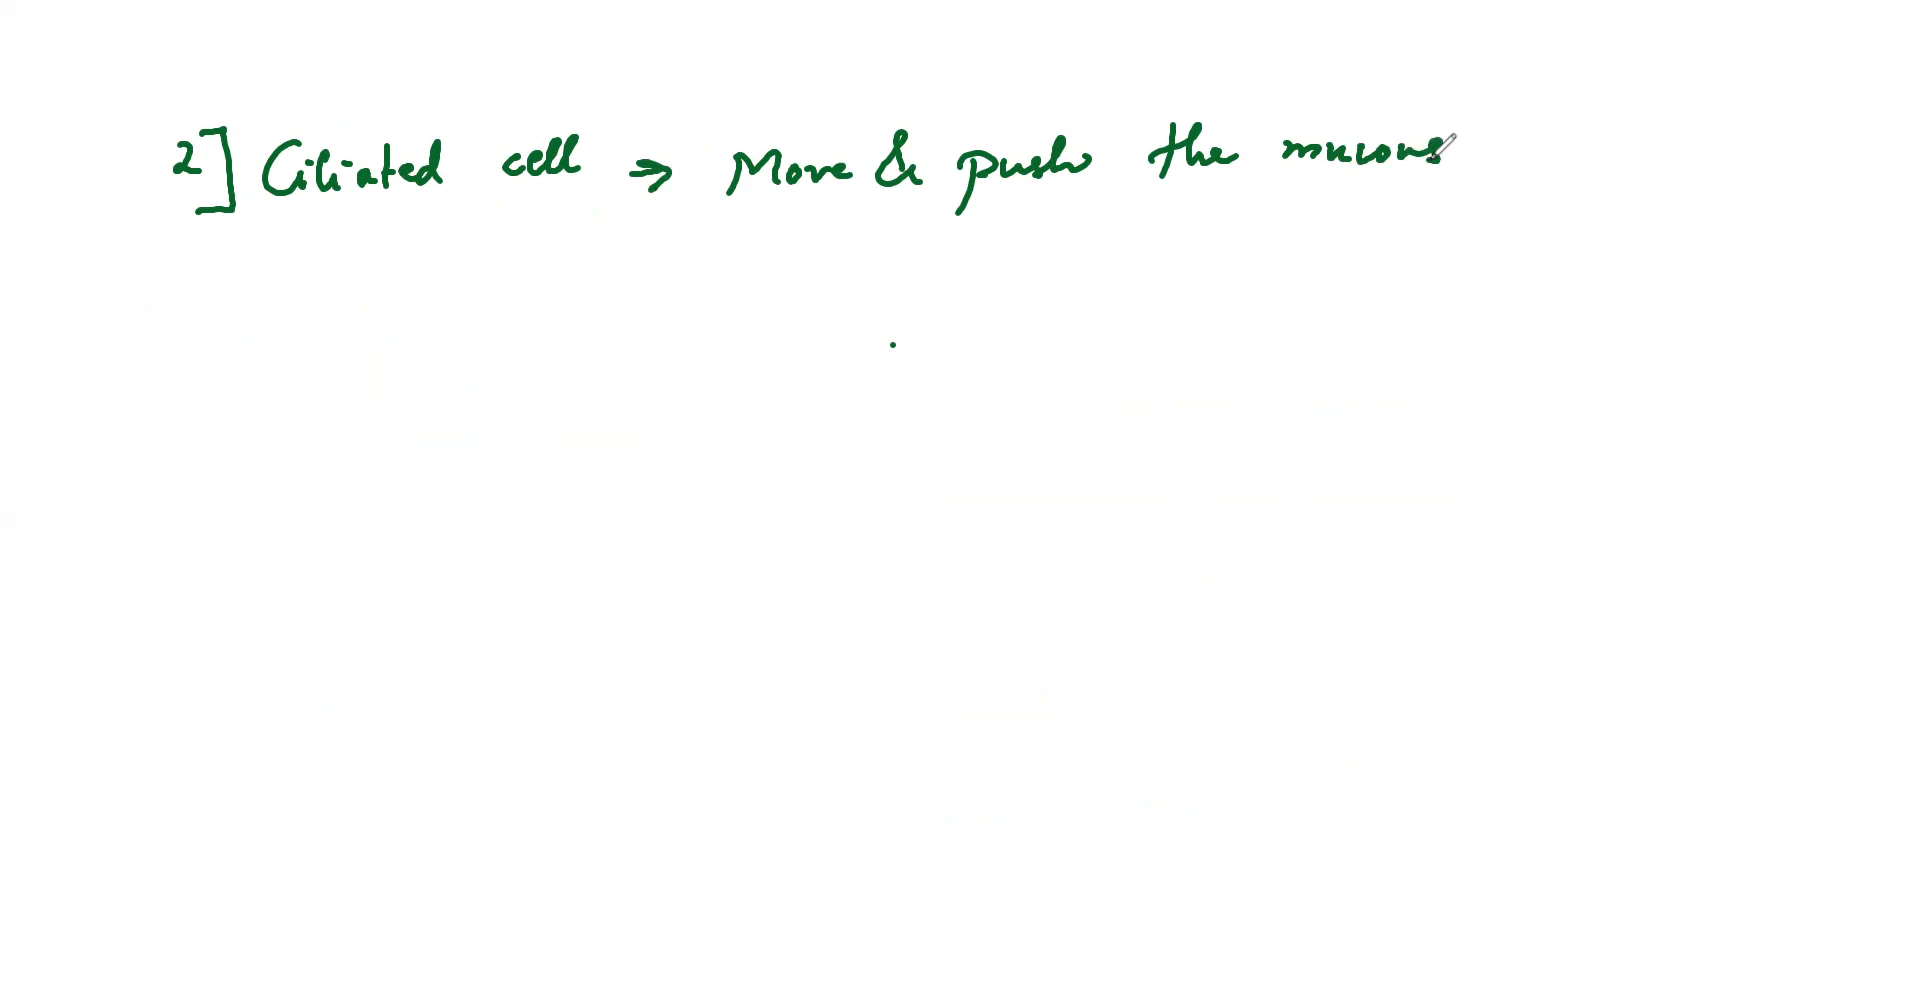 2] Ciliated cell → Move & push the mucous